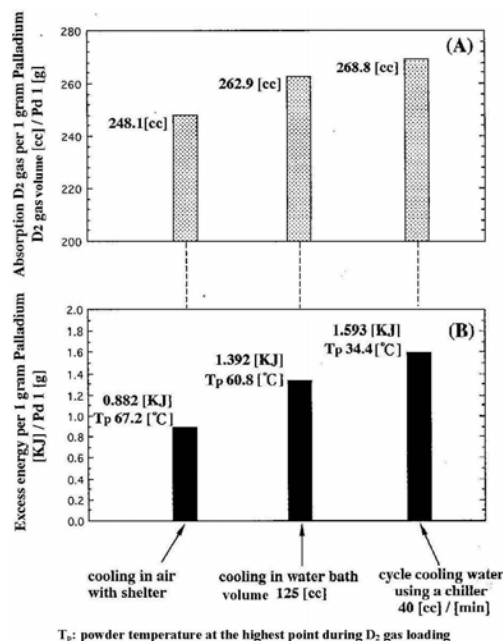 Absorption D₂ gas per 1 gram Palladium
D₂ gas volume [cc] / Pd 1 [g]
280
260
240
220
200
(A)
248.1[cc]
262.9 [cc]
268.8 [cc]
Excess energy per 1 gram Palladium
[KJ] / Pd 1 [g]
2.0
1.8
1.6
1.4
1.2
1.0
0.8
0.6
0.4
0.2
0.0
(B)
0.882 [KJ]
Tp 67.2 [℃]
1.392 [KJ]
Tp 60.8 [℃]
1.593 [KJ]
Tp 34.4 [℃]
cooling in air
with shelter
cooling in water bath
volume 125 [cc]
cycle cooling water
using a chiller
40 [cc] / [min]
Tp: powder temperature at the highest point during D₂ gas loading